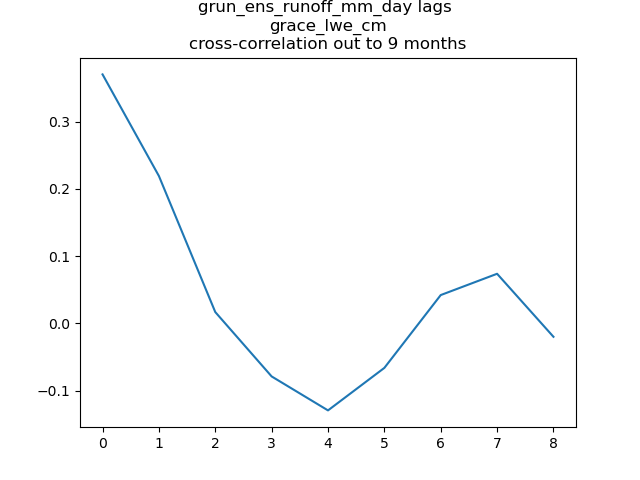 grun_ens_runoff_mm_day lags
grace_lwe_cm
cross-correlation out to 9 months
0.3
0.2
0.1
0.0
−0.1
0 1 2 3 4 5 6 7 8